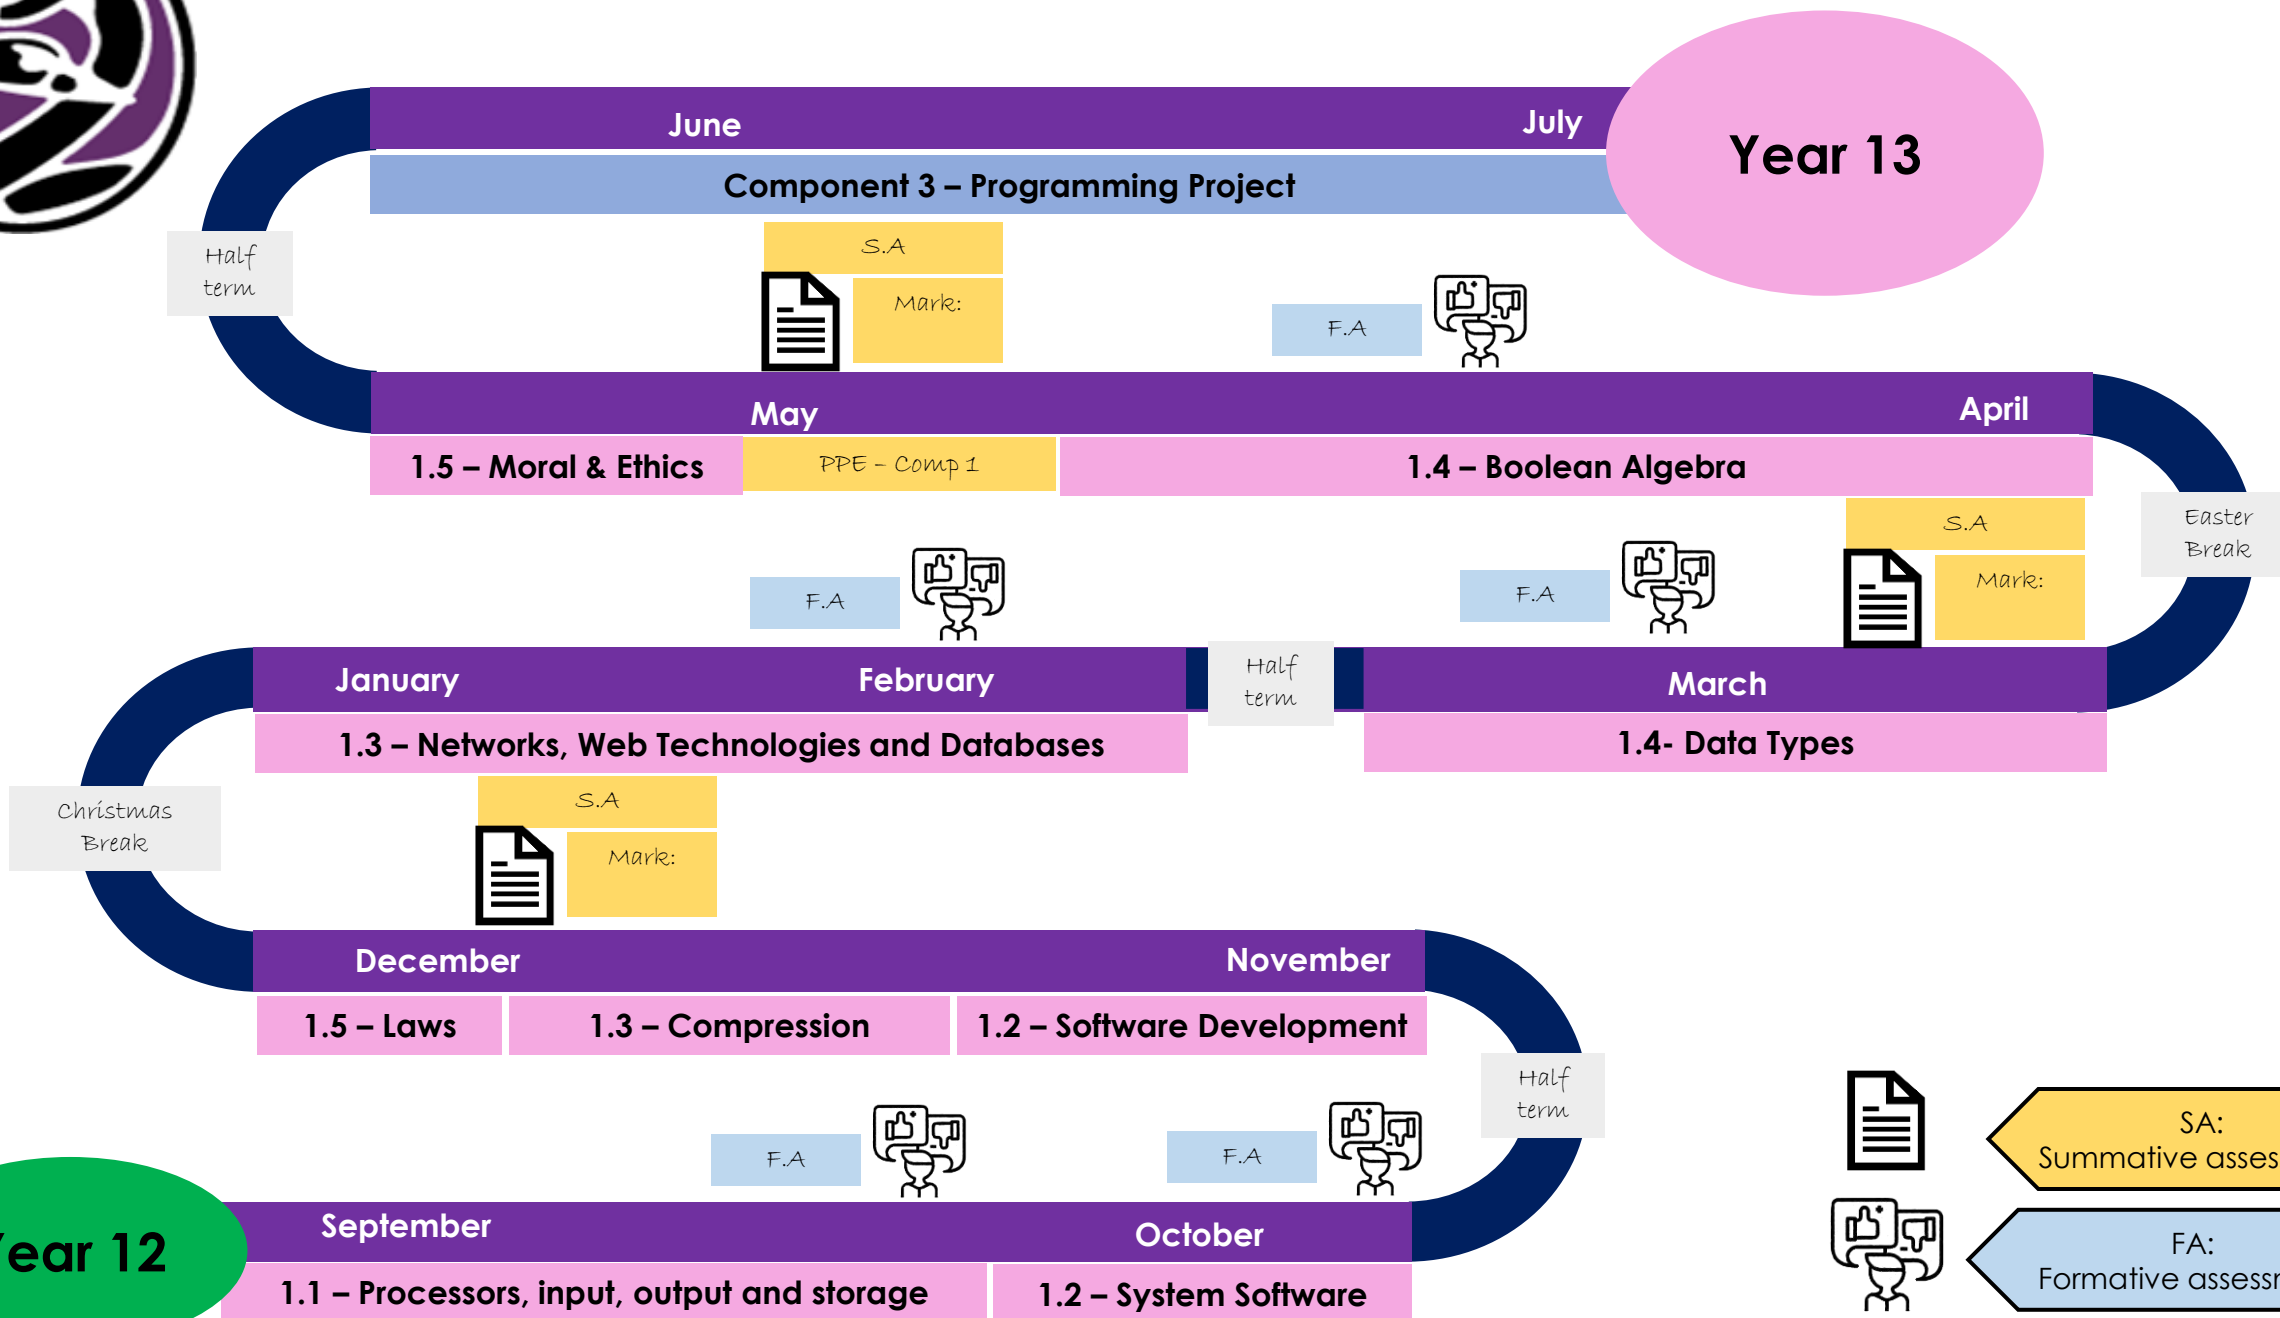 June
July
Year 13
Component 3 – Programming Project
S.A
Half
term
Mark:
F.A
May
April
1.5 – Moral & Ethics
PPE – Comp 1
1.4 – Boolean Algebra
S.A
Easter
Break
F.A
F.A
Mark:
January
February
Half
term
March
1.3 – Networks, Web Technologies and Databases
1.4- Data Types
S.A
Christmas
Break
Mark:
December
November
1.5 – Laws
1.3 – Compression
1.2 – Software Development
Half
term
F.A
F.A
SA:
Summative asses
September
October
Year 12
FA:
Formative assessm
1.1 – Processors, input, output and storage
1.2 – System Software